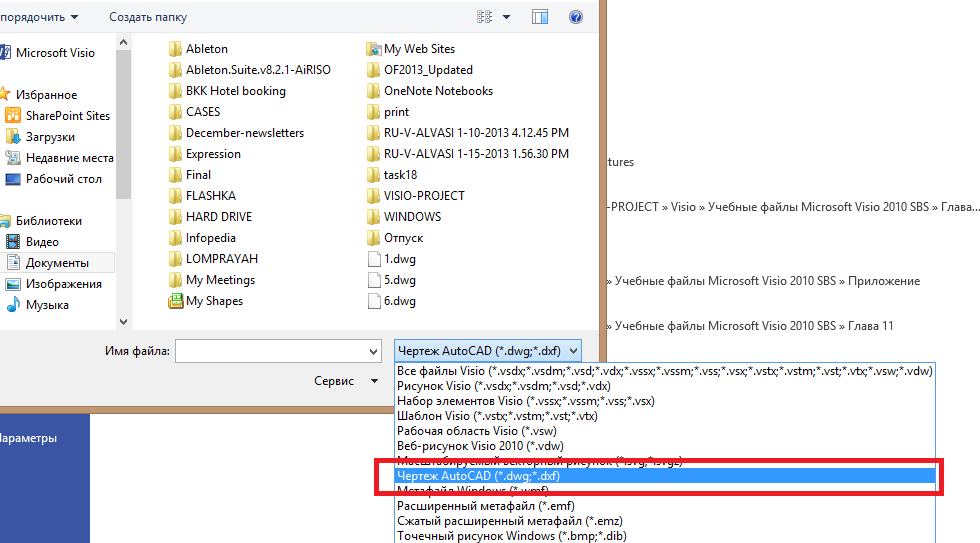 порядочить Создать папку
Microsoft Visio
Избранное
SharePoint Sites
Загрузки
Недавние места
Рабочий стол
Библиотеки
Видео
Документы
Изображения
Музыка
Ableton
Ableton.Suite.v8.2.1-AiRISO
BKK Hotel booking
CASES
December-newsletters
Expression
Final
FLASHKA
HARD DRIVE
Infopedia
LOMPRAYAH
My Meetings
My Shapes
My Web Sites
OF2013_Updated
OneNote Notebooks
print
RU-V-ALVASI 1-10-2013 4.12.45 PM
RU-V-ALVASI 1-15-2013 1.56.30 PM
task18
VISIO-PROJECT
WINDOWS
Отпуск
1.dwg
5.dwg
6.dwg
tures
-PROJECT » Visio » Учебные файлы Microsoft Visio 2010 SBS » Глава...
» Учебные файлы Microsoft Visio 2010 SBS » Приложение
» Учебные файлы Microsoft Visio 2010 SBS » Глава 11
Имя файла:
Чертеж AutoCAD (*.dwg;*.dxf)
Сервис
Все файлы Visio (*.vsdx;*.vsdm;*.vsd;*.vdx;*.vssx;*.vssm;*.vss;*.vsx;*.vstx;*.vstm;*.vst;*.vtx;*.vsw;*.vdw)
Рисунок Visio (*.vsdx;*.vsdm;*.vsd;*.vdx)
Набор элементов Visio (*.vssx;*.vssm;*.vss;*.vsx)
Шаблон Visio (*.vstx;*.vstm;*.vst;*.vtx)
Рабочая область Visio (*.vsw)
Веб-рисунок Visio 2010 (*.vdw)
Масштабируемый векторный рисунок (*.svg;*.svgz)
Чертеж AutoCAD (*.dwg;*.dxf)
Метафайл Windows (*.wmf)
Расширенный метафайл (*.emf)
Сжатый расширенный метафайл (*.emz)
Точечный рисунок Windows (*.bmp;*.dib)
Параметры